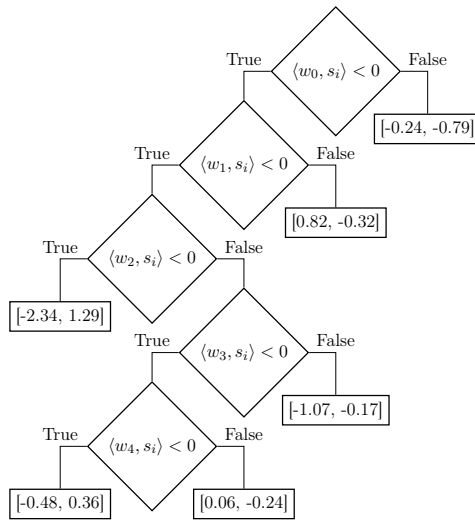 True
False
⟨w₀, sᵢ⟩ < 0
[-0.24, -0.79]
True
False
⟨w₁, sᵢ⟩ < 0
[0.82, -0.32]
True
False
⟨w₂, sᵢ⟩ < 0
[-2.34, 1.29]
True
False
⟨w₃, sᵢ⟩ < 0
[-1.07, -0.17]
True
False
⟨w₄, sᵢ⟩ < 0
[-0.48, 0.36]
[0.06, -0.24]